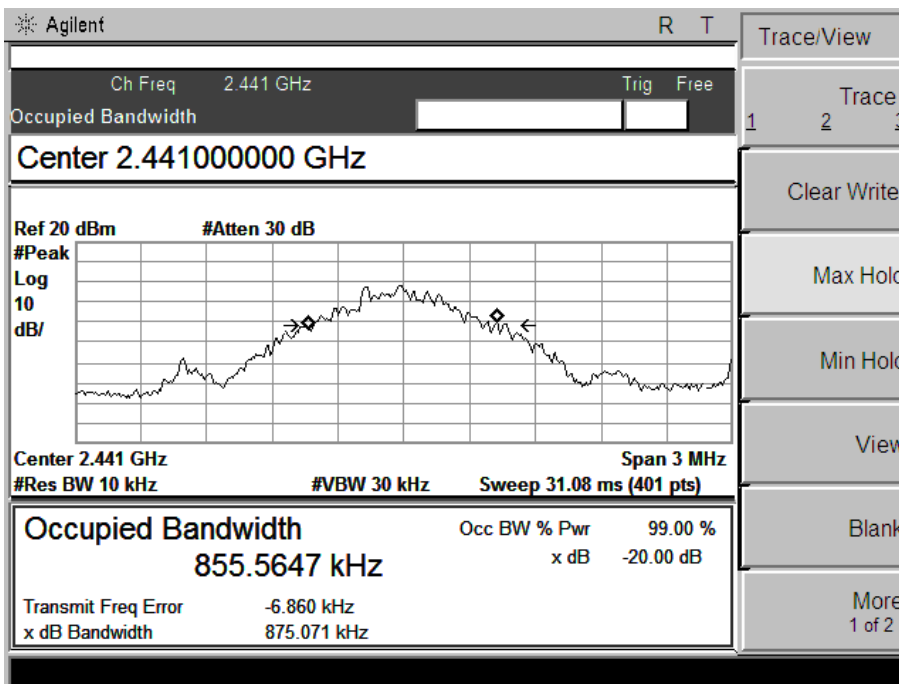 Agilent R T
Trace/View
Ch Freq 2.441 GHz Trig Free
Occupied Bandwidth
Center 2.441000000 GHz
Ref 20 dBm #Atten 30 dB
#Peak
Log
10
dB/
Center 2.441 GHz Span 3 MHz
#Res BW 10 kHz #VBW 30 kHz Sweep 31.08 ms (401 pts)
Occupied Bandwidth Occ BW % Pwr 99.00 %
855.5647 kHz x dB -20.00 dB
Transmit Freq Error -6.860 kHz
x dB Bandwidth 875.071 kHz
Trace
1 2 3
Clear Write
Max Hold
Min Hold
View
Blank
More
1 of 2